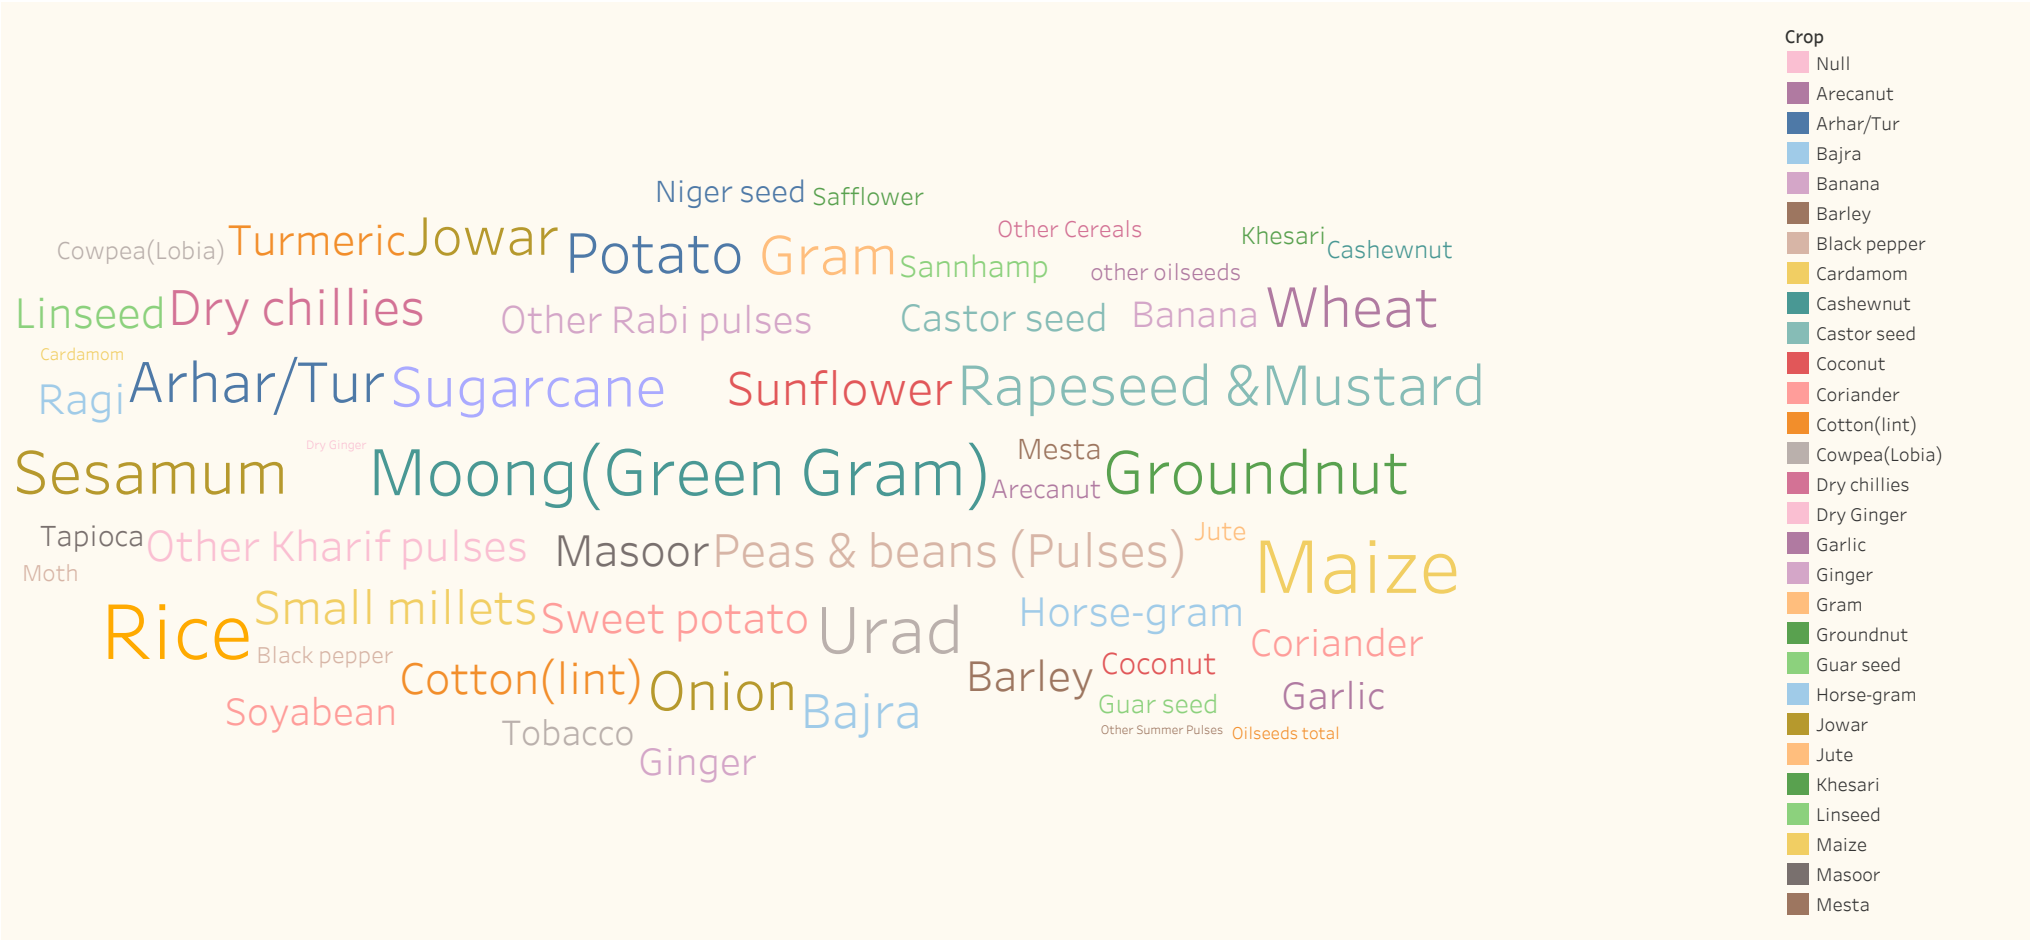 Niger seed Safflower
Cowpea(Lobia) Turmeric Jowar Potato Gram Other Cereals Khesari Cashewnut
Sannhamp other oilseeds
Linseed Dry chillies Other Rabi pulses Castor seed Banana Wheat
Cardamom
Ragi Arhar/Tur Sugarcane Sunflower Rapeseed &Mustard
Sesamum Dry Ginger Moong(Green Gram) Mesta Groundnut
Arecanut
Tapioca Other Kharif pulses Masoor Peas & beans (Pulses) Jute Maize
Moth
Rice Small millets Sweet potato Urad Horse-gram Coriander
Black pepper Cotton(lint) Onion Barley Coconut
Soyabean Tobacco Bajra Guar seed Garlic
Other Summer Pulses Oilseeds total
Ginger
Crop
Null
Arecanut
Arhar/Tur
Bajra
Banana
Barley
Black pepper
Cardamom
Cashewnut
Castor seed
Coconut
Coriander
Cotton(lint)
Cowpea(Lobia)
Dry chillies
Dry Ginger
Garlic
Ginger
Gram
Groundnut
Guar seed
Horse-gram
Jowar
Jute
Khesari
Linseed
Maize
Masoor
Mesta